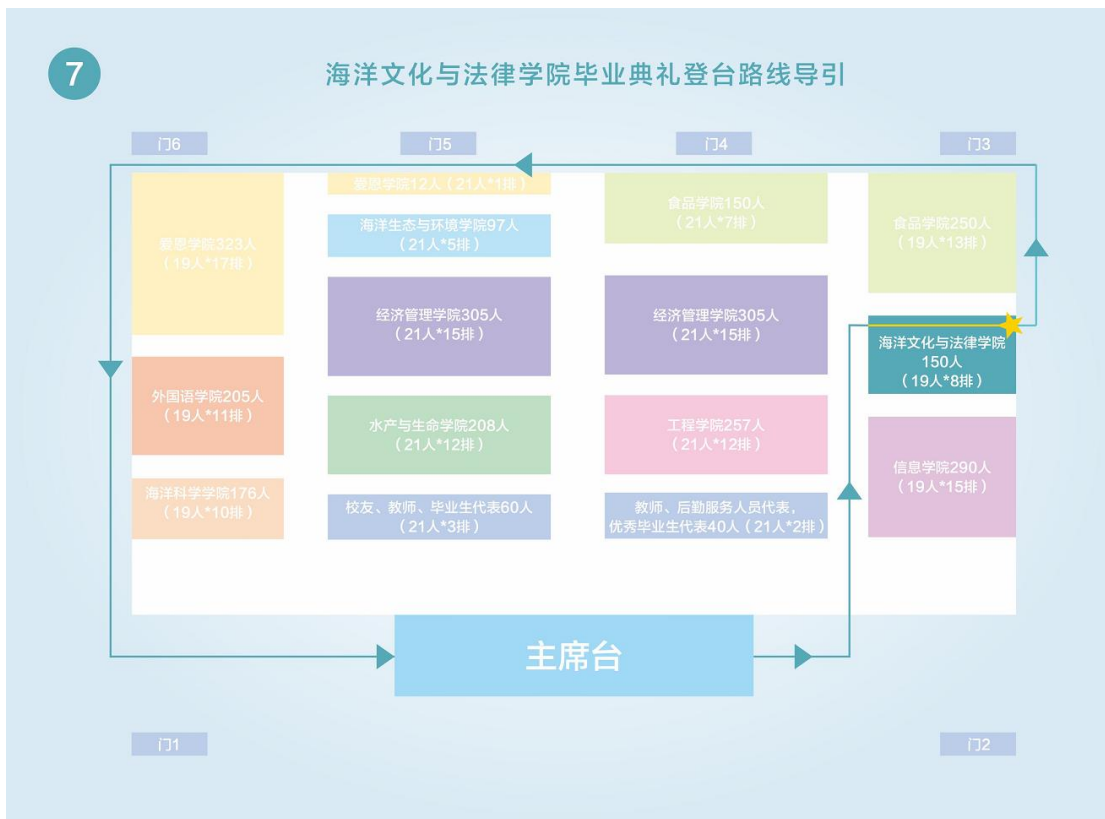 7
海洋文化与法律学院毕业典礼登台路线导引
门6
门5
门4
门3
爱恩学院323人
（19人*17排）
外国语学院205人
（19人*11排）
海洋科学学院176人
（19人*10排）
爱恩学院12人（21人*1排）
海洋生态与环境学院97人
（21人*5排）
经济管理学院305人
（21人*15排）
水产与生命学院208人
（21人*12排）
校友、教师、毕业生代表60人
（21人*3排）
食品学院150人
（21人*7排）
经济管理学院305人
（21人*15排）
工程学院257人
（21人*12排）
教师、后勤服务人员代表，
优秀毕业生代表40人（21人*2排）
食品学院250人
（19人*13排）
海洋文化与法律学院
150人
（19人*8排）
信息学院290人
（19人*15排）
主席台
门1
门2